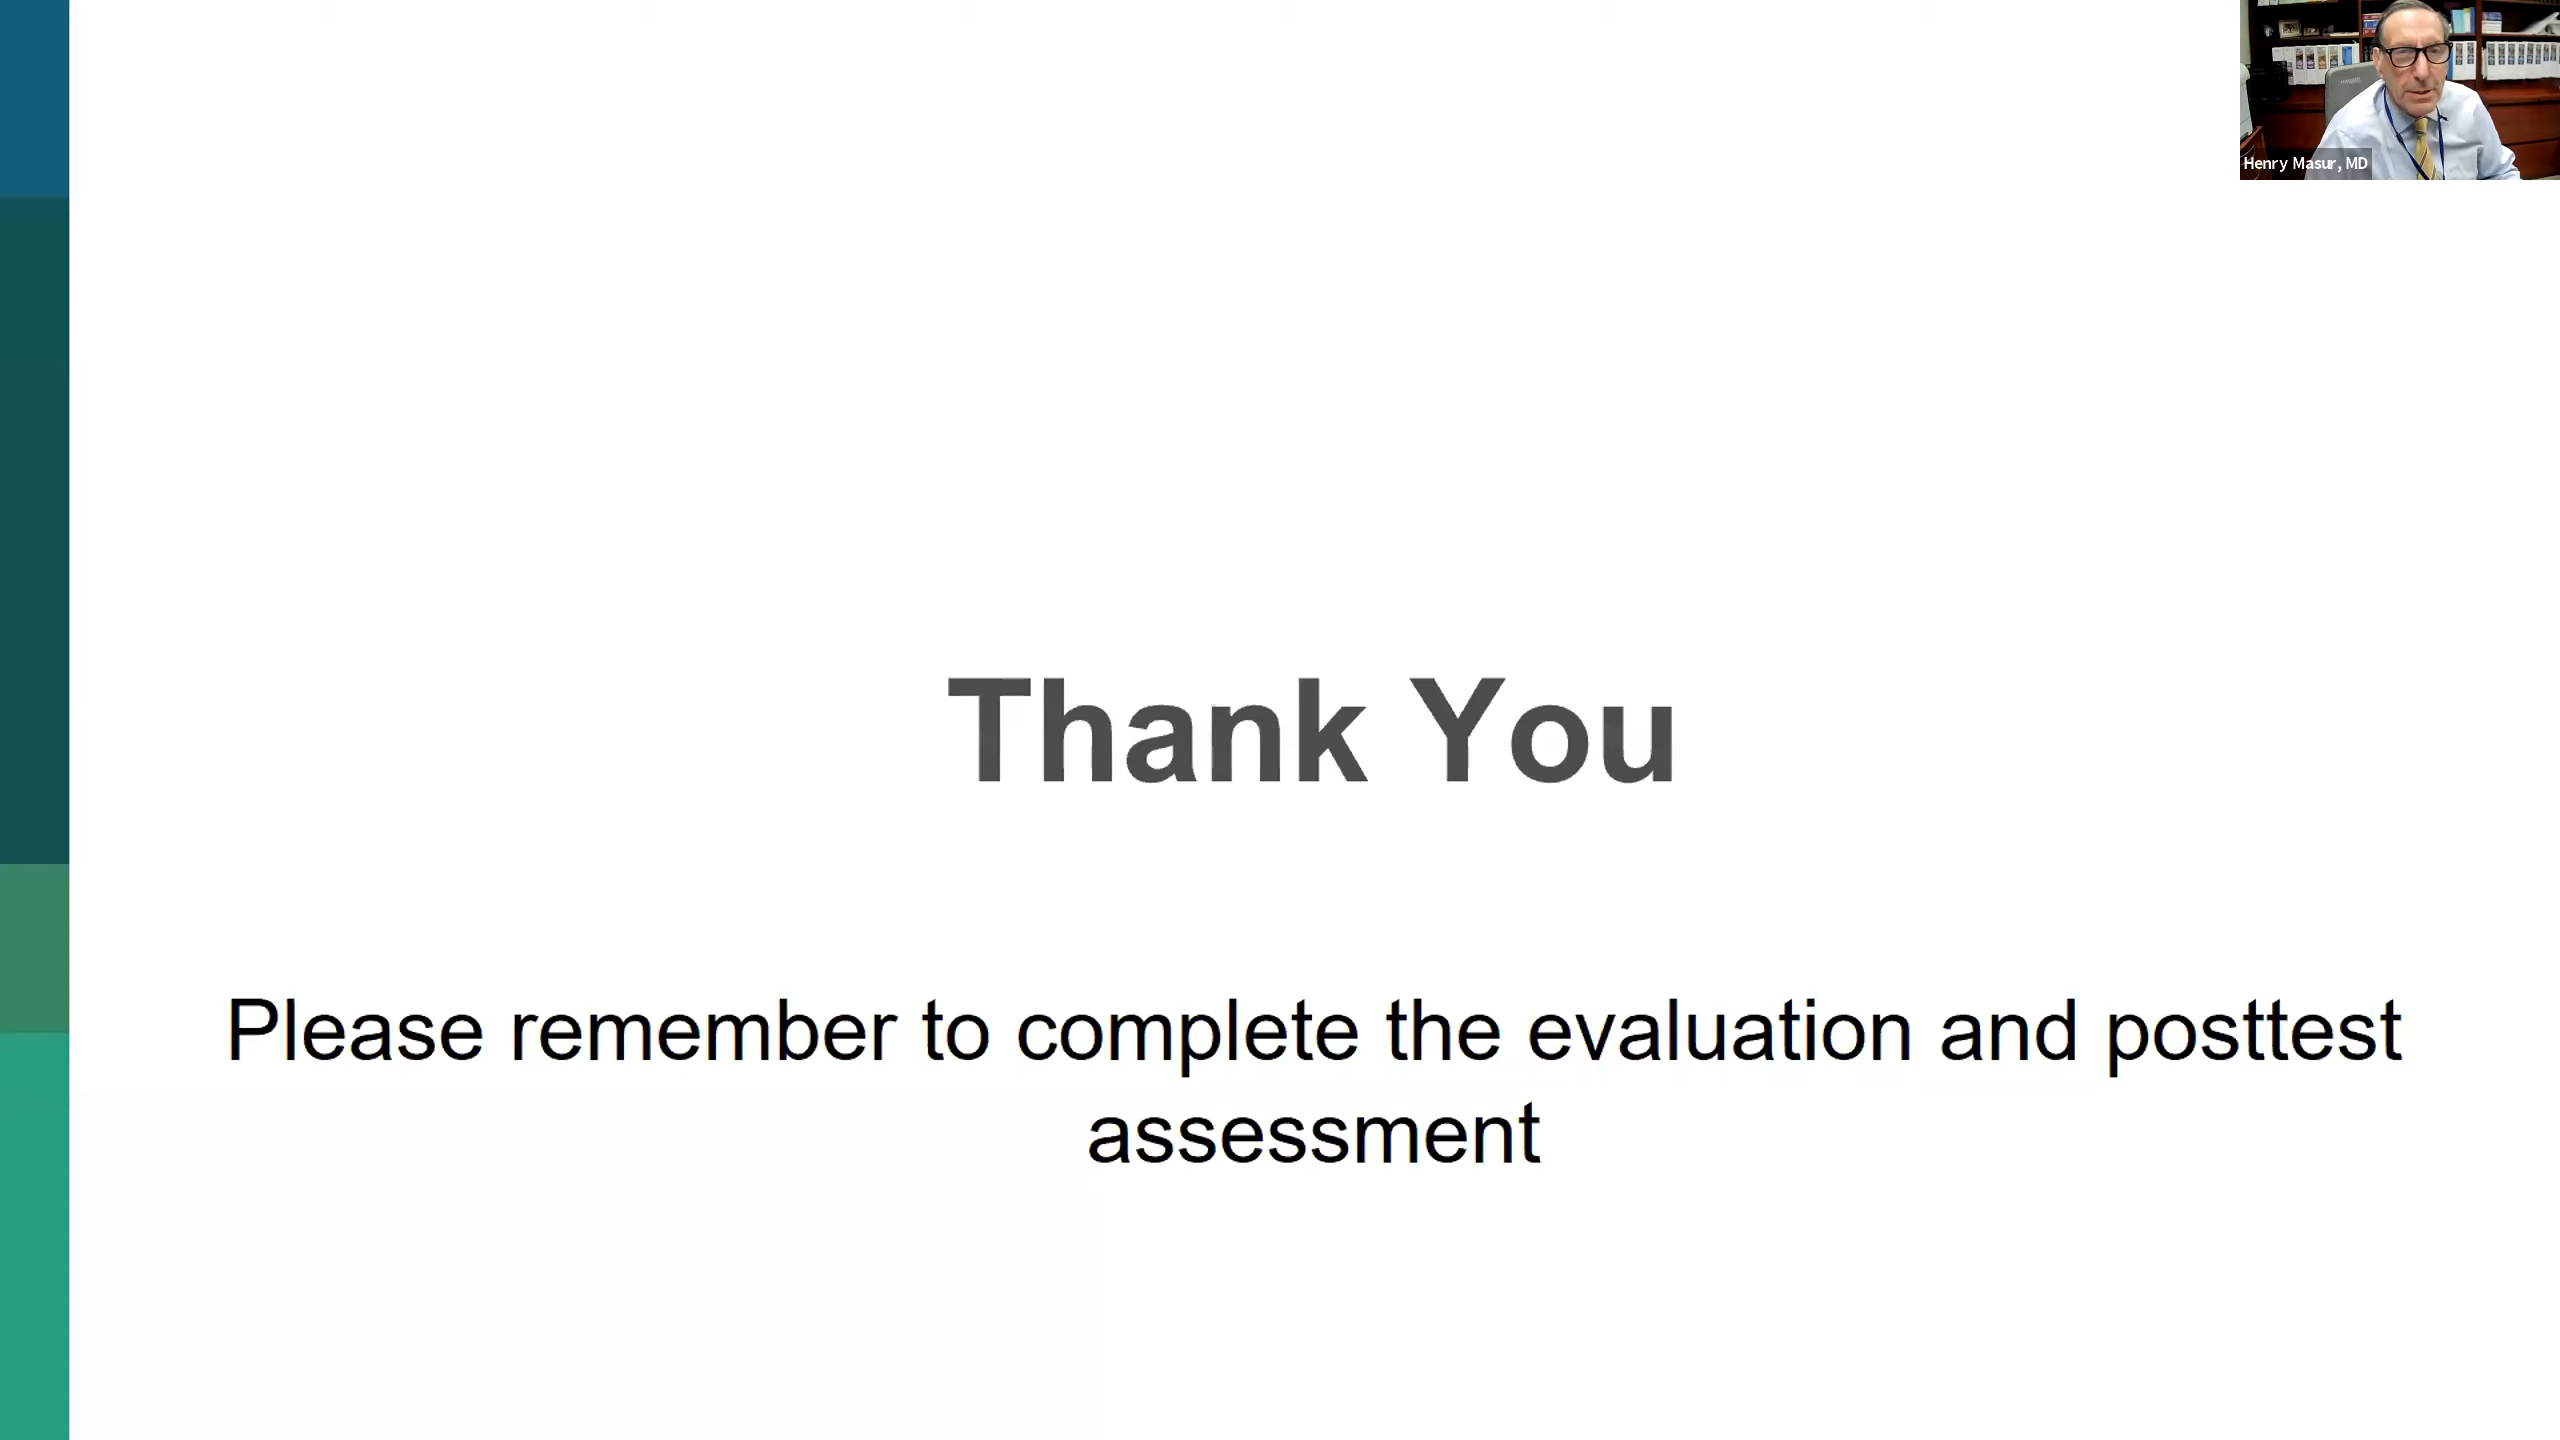 Henry Masur, MD
Thank You
Please remember to complete the evaluation and posttest
assessment